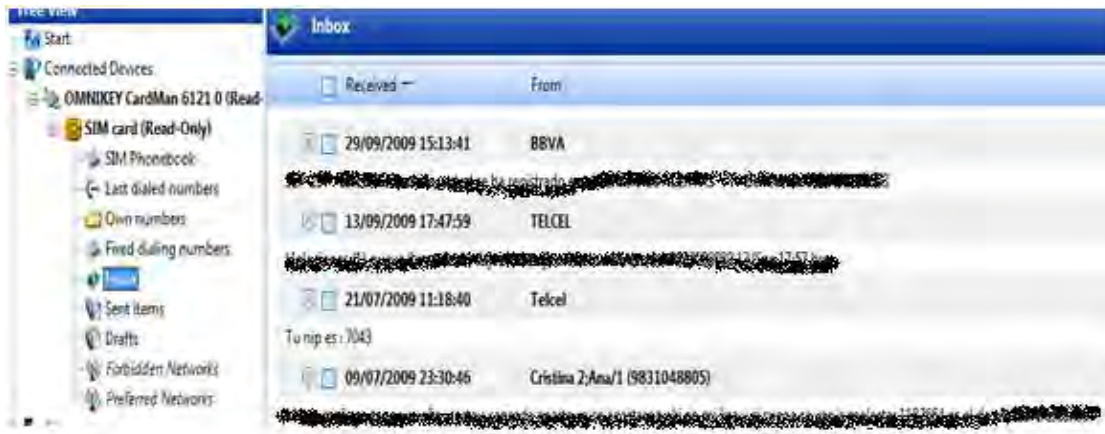 Tree View
Start
Connected Devices
OMNIKEY CardMan 6121 0 (Read-
SIM card (Read-Only)
SIM Phonebook
Last dialed numbers
Own numbers
Fixed dialing numbers
Sent items
Drafts
Forbidden Networks
Preferred Networks
Inbox
Received From
29/09/2009 15:13:41 BBVA
se ha registrado
13/09/2009 17:47:59 TELCEL
21/07/2009 11:18:40 Telcel
Tu nip es: 7043
09/07/2009 23:30:46 Cristina 2;Ana/1 (9831048805)